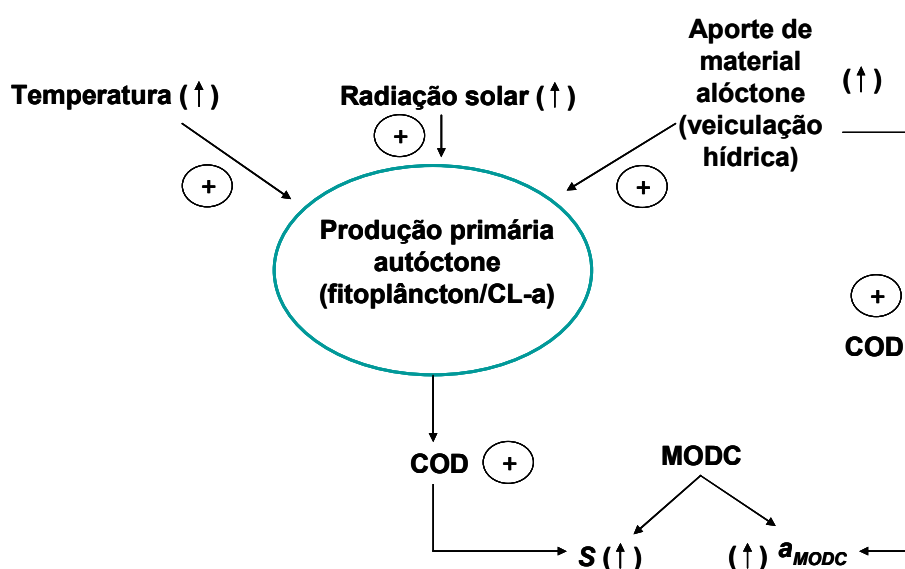 Aporte de
material
alóctone
(veiculação
hídrica)
(↑)
Temperatura (↑)
Radiação solar (↑)
+
+
+
Produção primária
autóctone
(fitoplâncton/CL-a)
+
COD
COD
+
MODC
S (↑)
(↑) aMODC